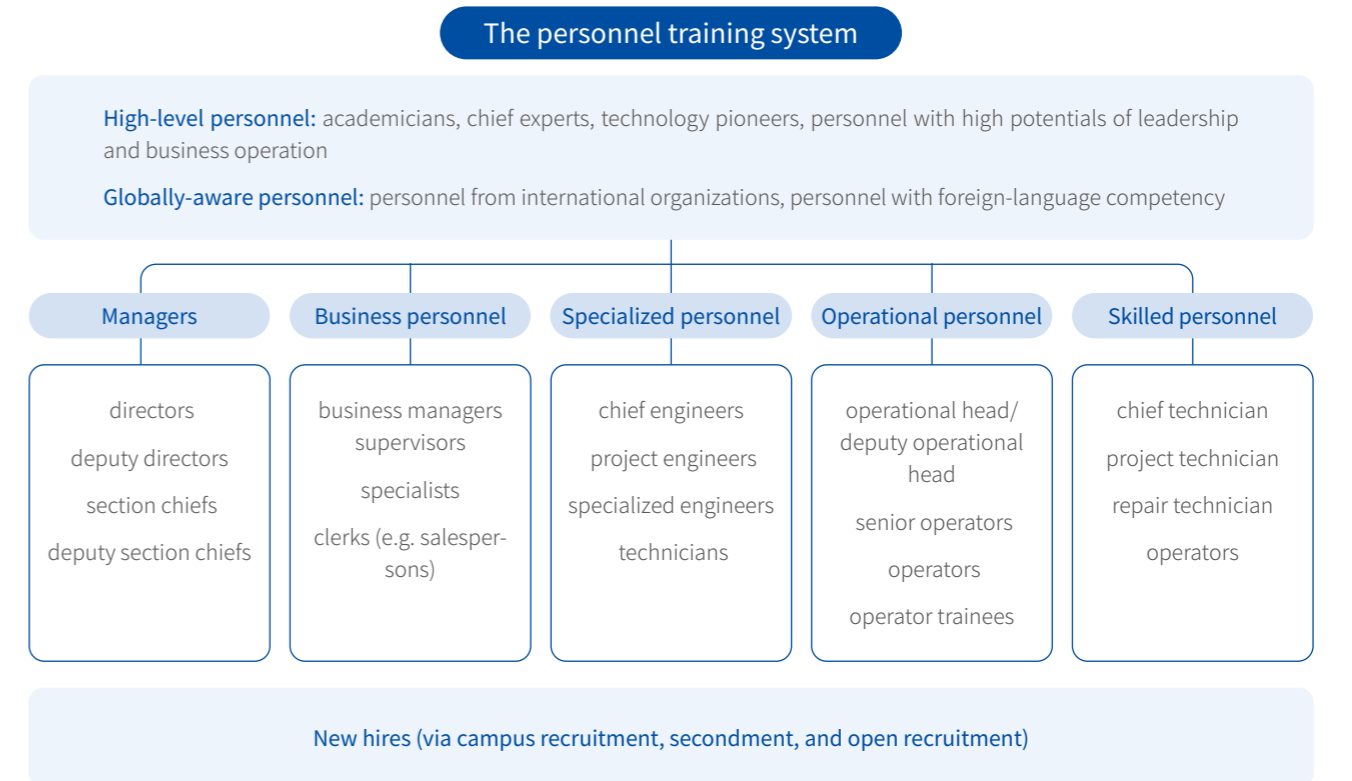 The personnel training system
High-level personnel: academicians, chief experts, technology pioneers, personnel with high potentials of leadership
and business operation
Globally-aware personnel: personnel from international organizations, personnel with foreign-language competency
Managers
Business personnel
Specialized personnel
Operational personnel
Skilled personnel
directors
deputy directors
section chiefs
deputy section chiefs
business managers
supervisors
specialists
clerks (e.g. salesper-
sons)
chief engineers
project engineers
specialized engineers
technicians
operational head/
deputy operational
head
senior operators
operators
operator trainees
chief technician
project technician
repair technician
operators
New hires (via campus recruitment, secondment, and open recruitment)